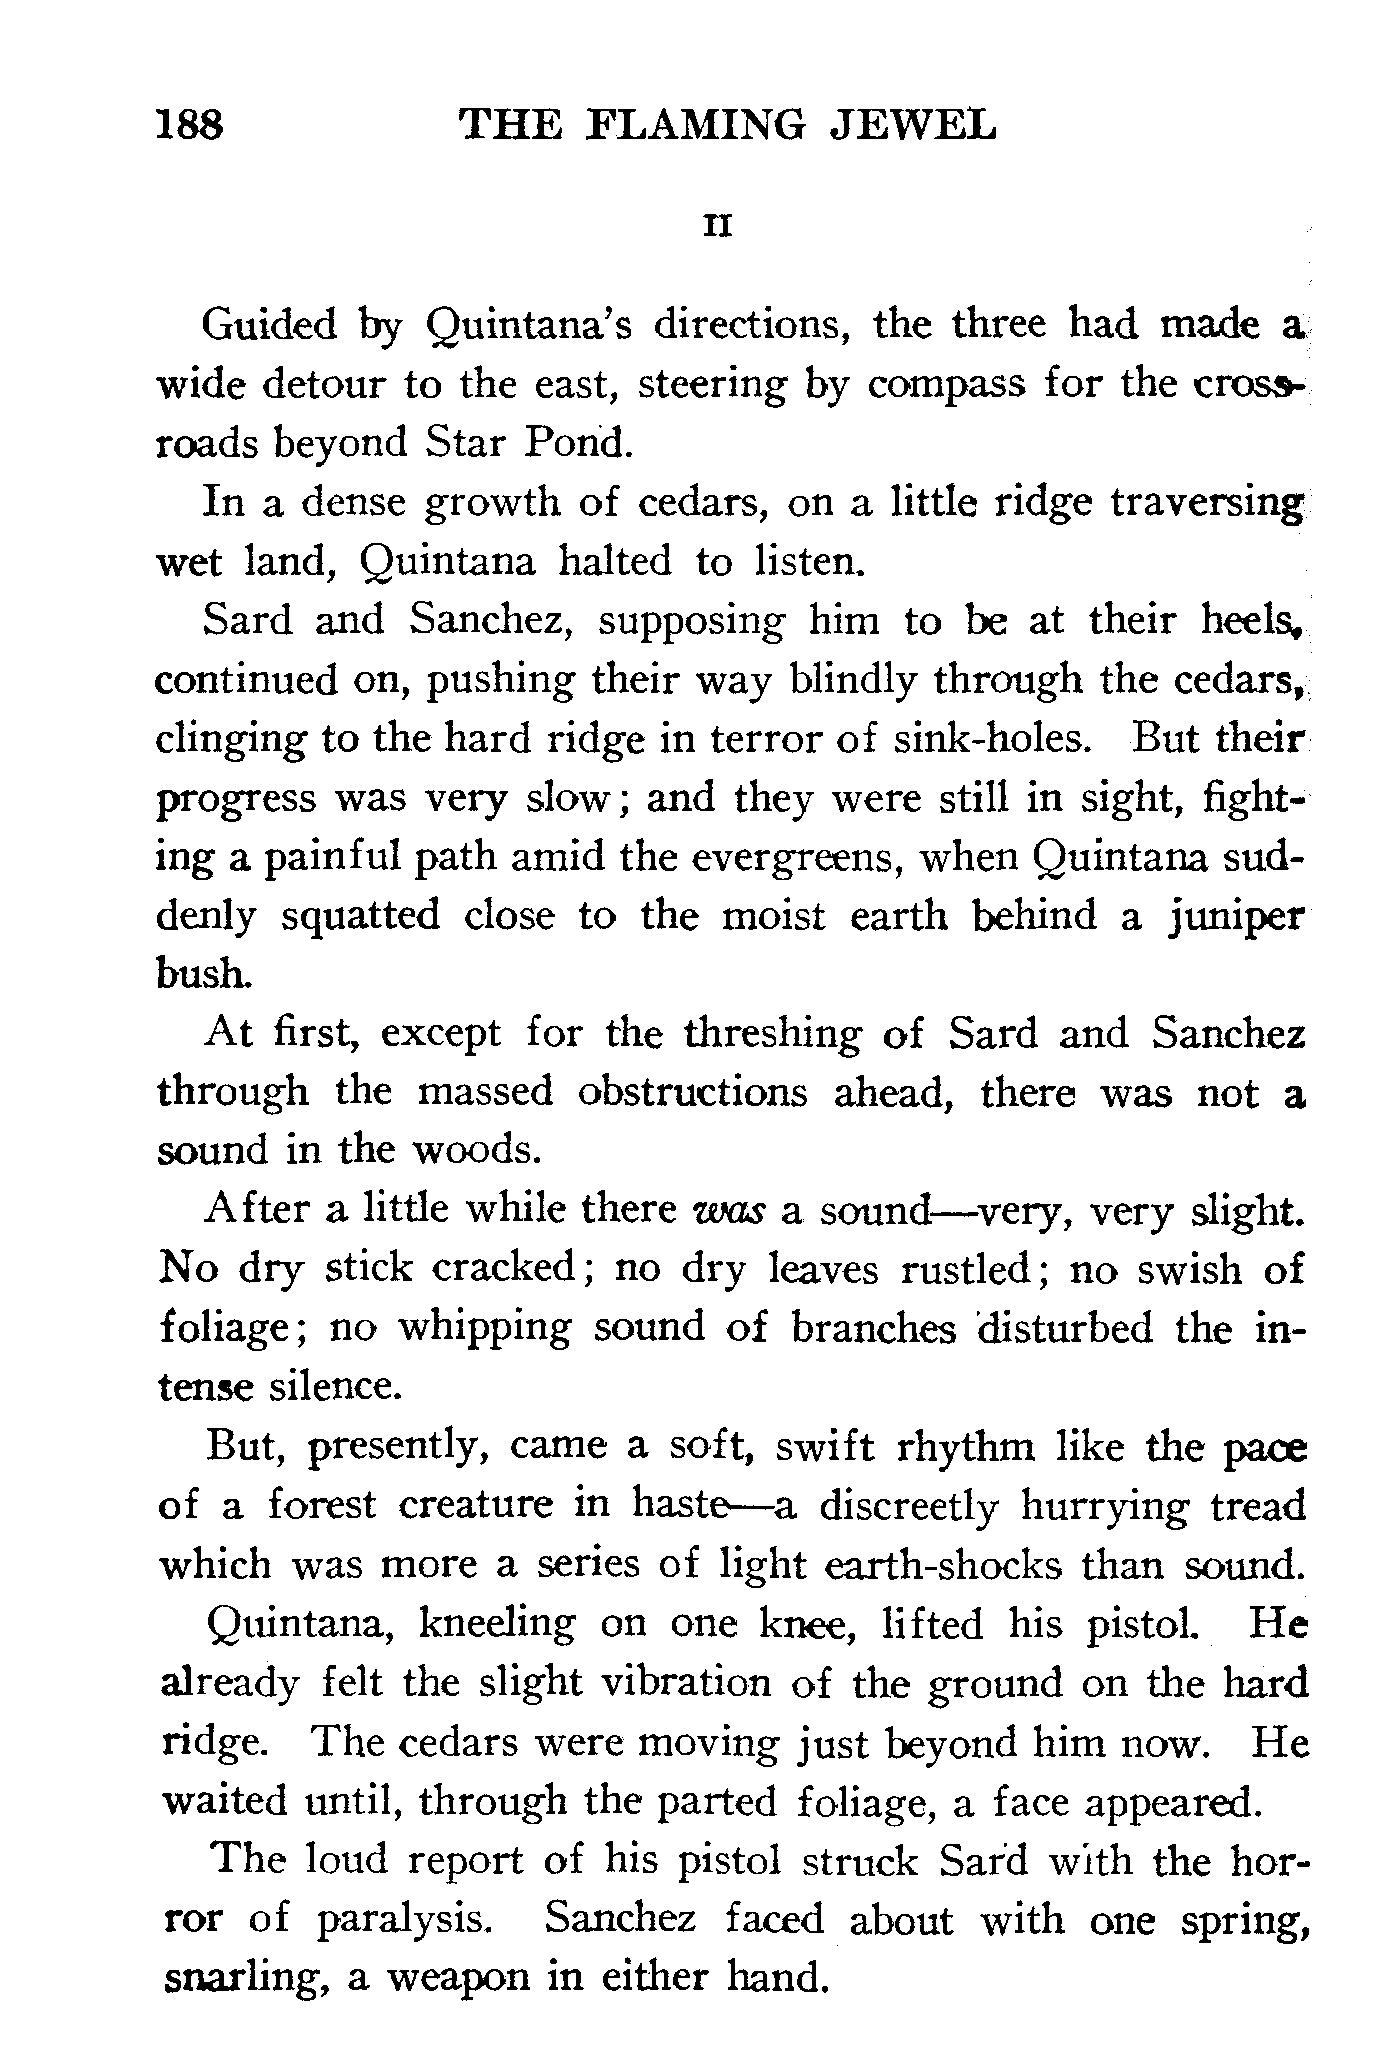 188 THE FLAMING JEWEL
II
Guided by Quintana's directions, the three had made a
wide detour to the east, steering by compass for the cross-
roads beyond Star Pond.
In a dense growth of cedars, on a little ridge traversing
wet land, Quintana halted to listen.
Sard and Sanchez, supposing him to be at their heels,
continued on, pushing their way blindly through the cedars,
clinging to the hard ridge in terror of sink-holes. But their
progress was very slow; and they were still in sight, fight-
ing a painful path amid the evergreens, when Quintana sud-
denly squatted close to the moist earth behind a juniper
bush.
At first, except for the threshing of Sard and Sanchez
through the massed obstructions ahead, there was not a
sound in the woods.
After a little while there was a sound—very, very slight.
No dry stick cracked; no dry leaves rustled; no swish of
foliage; no whipping sound of branches disturbed the in-
tense silence.
But, presently, came a soft, swift rhythm like the pace
of a forest creature in haste—a discreetly hurrying tread
which was more a series of light earth-shocks than sound.
Quintana, kneeling on one knee, lifted his pistol. He
already felt the slight vibration of the ground on the hard
ridge. The cedars were moving just beyond him now. He
waited until, through the parted foliage, a face appeared.
The loud report of his pistol struck Sard with the hor-
ror of paralysis. Sanchez faced about with one spring,
snarling, a weapon in either hand.